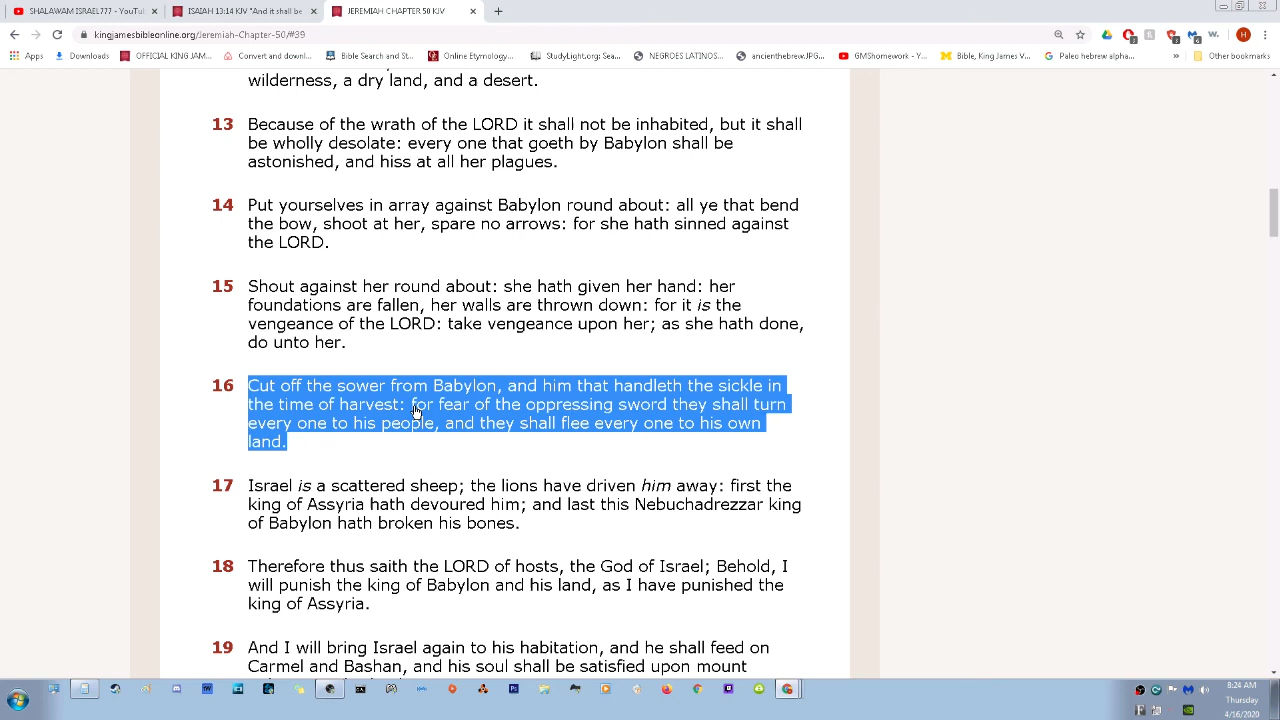 SHALAWAM ISRAEL777 - YouTu
ISAIAH 13:14 KJV "And it shall be
JEREMIAH CHAPTER 50 KJV
kingjamesbibleonline.org/Jeremiah-Chapter-50/#39
Apps
Downloads
OFFICIAL KING JAM...
Convert and downl...
Bible Search and St...
Online Etymology...
StudyLight.org: Sea...
NEGROES LATINOS...
ancienthebrew.JPG...
GMShomework - Y...
Bible, King James V...
Paleo hebrew alpha...
Other bookmarks
wilderness, a dry land, and a desert.
13 Because of the wrath of the LORD it shall not be inhabited, but it shall
be wholly desolate: every one that goeth by Babylon shall be
astonished, and hiss at all her plagues.
14 Put yourselves in array against Babylon round about: all ye that bend
the bow, shoot at her, spare no arrows: for she hath sinned against
the LORD.
15 Shout against her round about: she hath given her hand: her
foundations are fallen, her walls are thrown down: for it is the
vengeance of the LORD: take vengeance upon her; as she hath done,
do unto her.
16 Cut off the sower from Babylon, and him that handleth the sickle in
the time of harvest: for fear of the oppressing sword they shall turn
every one to his people, and they shall flee every one to his own
land.
17 Israel is a scattered sheep; the lions have driven him away: first the
king of Assyria hath devoured him; and last this Nebuchadrezzar king
of Babylon hath broken his bones.
18 Therefore thus saith the LORD of hosts, the God of Israel; Behold, I
will punish the king of Babylon and his land, as I have punished the
king of Assyria.
19 And I will bring Israel again to his habitation, and he shall feed on
Carmel and Bashan, and his soul shall be satisfied upon mount
8:24 AM
Thursday
4/16/2020